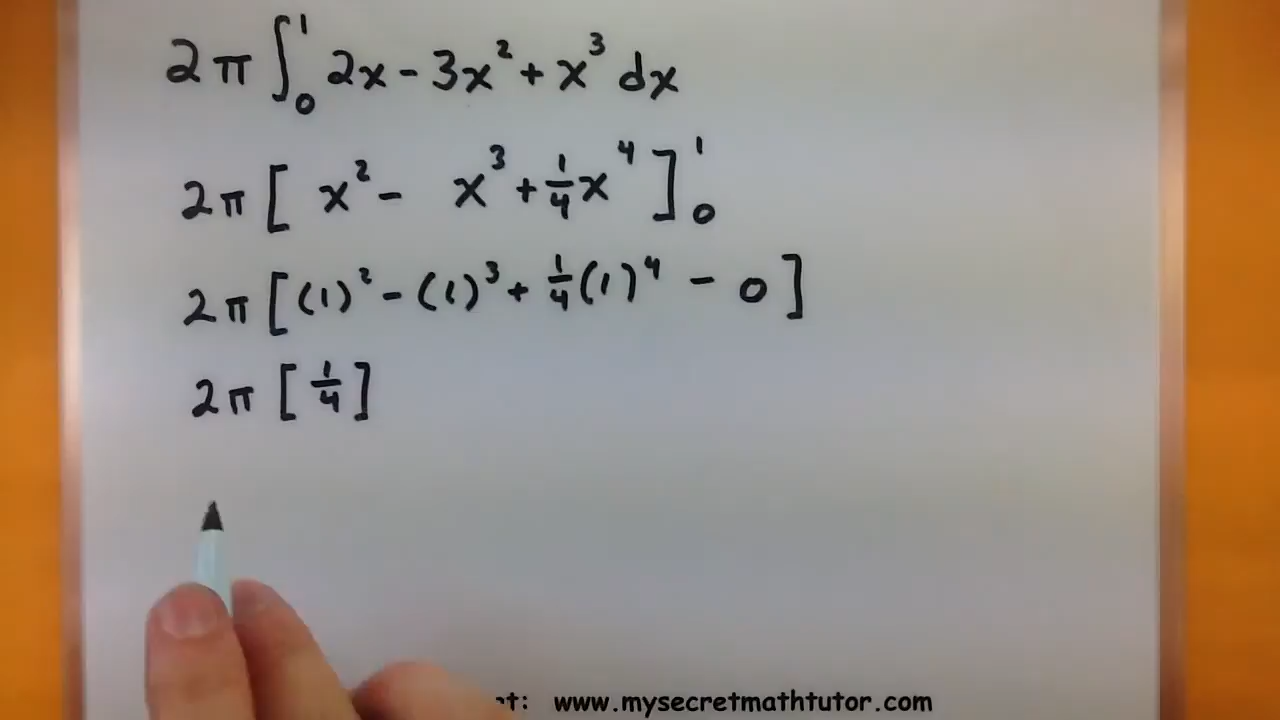 2π ∫₀¹ 2x - 3x² + x³ dx
2π [ x² - x³ + ¼x⁴ ]₀¹
2π [(1)² - (1)³ + ¼(1)⁴ - 0]
2π [¼]
www.mysecretmathtutor.com